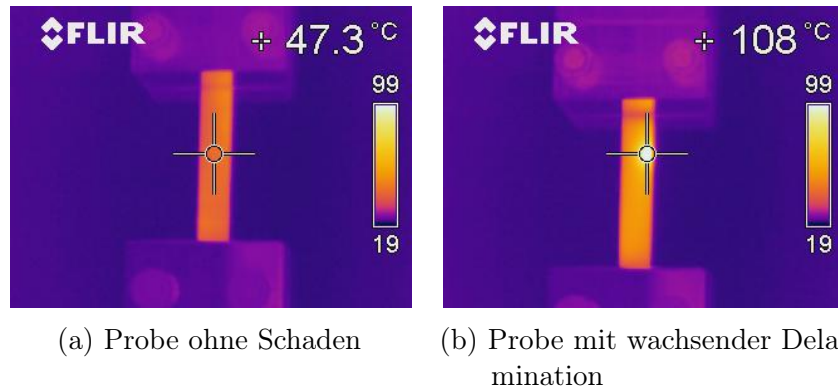 FLIR 47.3 °C
99
19
FLIR 108 °C
99
19
(a) Probe ohne Schaden
(b) Probe mit wachsender Dela
mination